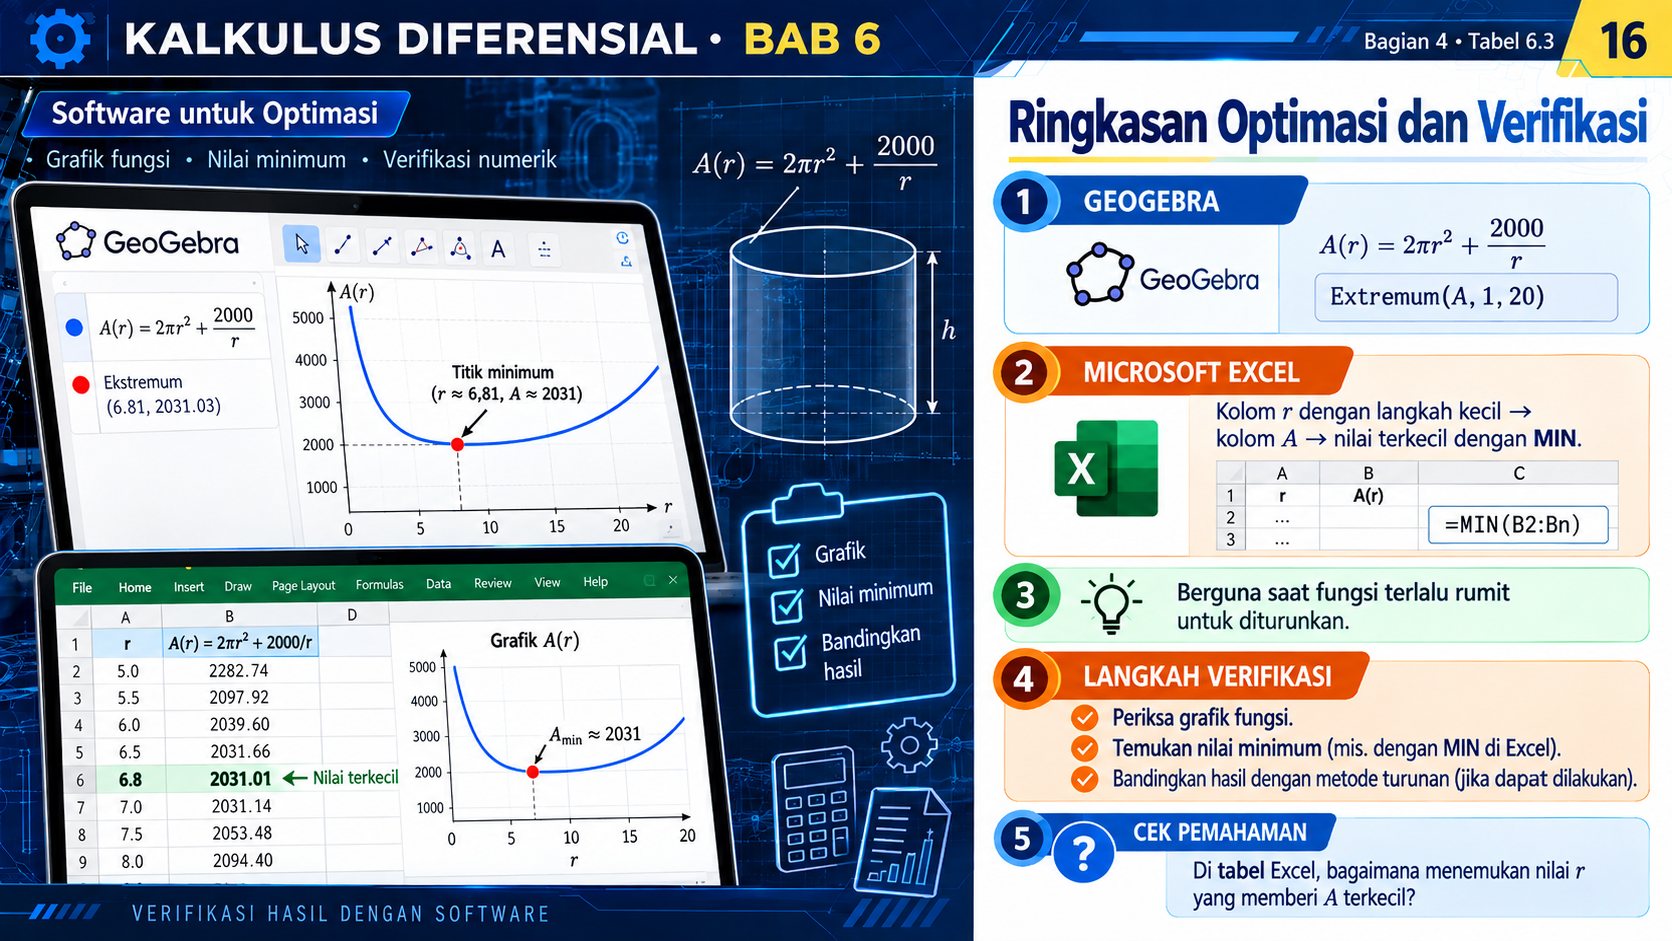 KALKULUS DIFERENSIAL • BAB 6
Bagian 4 • Tabel 6.3
16
Software untuk Optimasi
• Grafik fungsi • Nilai minimum • Verifikasi numerik
A(r) = 2πr² + 2000/r
h
GeoGebra
A
A(r) = 2πr² + 2000/r
Ekstremum
(6.81, 2031.03)
A(r)
5000
4000
3000
2000
1000
0 5 10 15 20
r
Titik minimum
(r ≈ 6,81, A ≈ 2031)
Grafik
Nilai minimum
Bandingkan
hasil
File Home Insert Draw Page Layout Formulas Data Review View Help
A B D
1 r A(r) = 2πr² + 2000/r
2 5.0 2282.74
3 5.5 2097.92
4 6.0 2039.60
5 6.5 2031.66
6 6.8 2031.01 ← Nilai terkecil
7 7.0 2031.14
8 7.5 2053.48
9 8.0 2094.40
Grafik A(r)
5000
4000
3000
2000
1000
0 5 10 15 20
r
Amin ≈ 2031
VERIFIKASI HASIL DENGAN SOFTWARE
Ringkasan Optimasi dan Verifikasi
1 GEOGEBRA
GeoGebra
A(r) = 2πr² + 2000/r
Extremum(A, 1, 20)
2 MICROSOFT EXCEL
X
Kolom r dengan langkah kecil →
kolom A → nilai terkecil dengan MIN.
A B C
1 r A(r)
2 ...
3 ...
=MIN(B2:Bn)
3 Berguna saat fungsi terlalu rumit
untuk diturunkan.
4 LANGKAH VERIFIKASI
Periksa grafik fungsi.
Temukan nilai minimum (mis. dengan MIN di Excel).
Bandingkan hasil dengan metode turunan (jika dapat dilakukan).
5 ? CEK PEMAHAMAN
Di tabel Excel, bagaimana menemukan nilai r
yang memberi A terkecil?